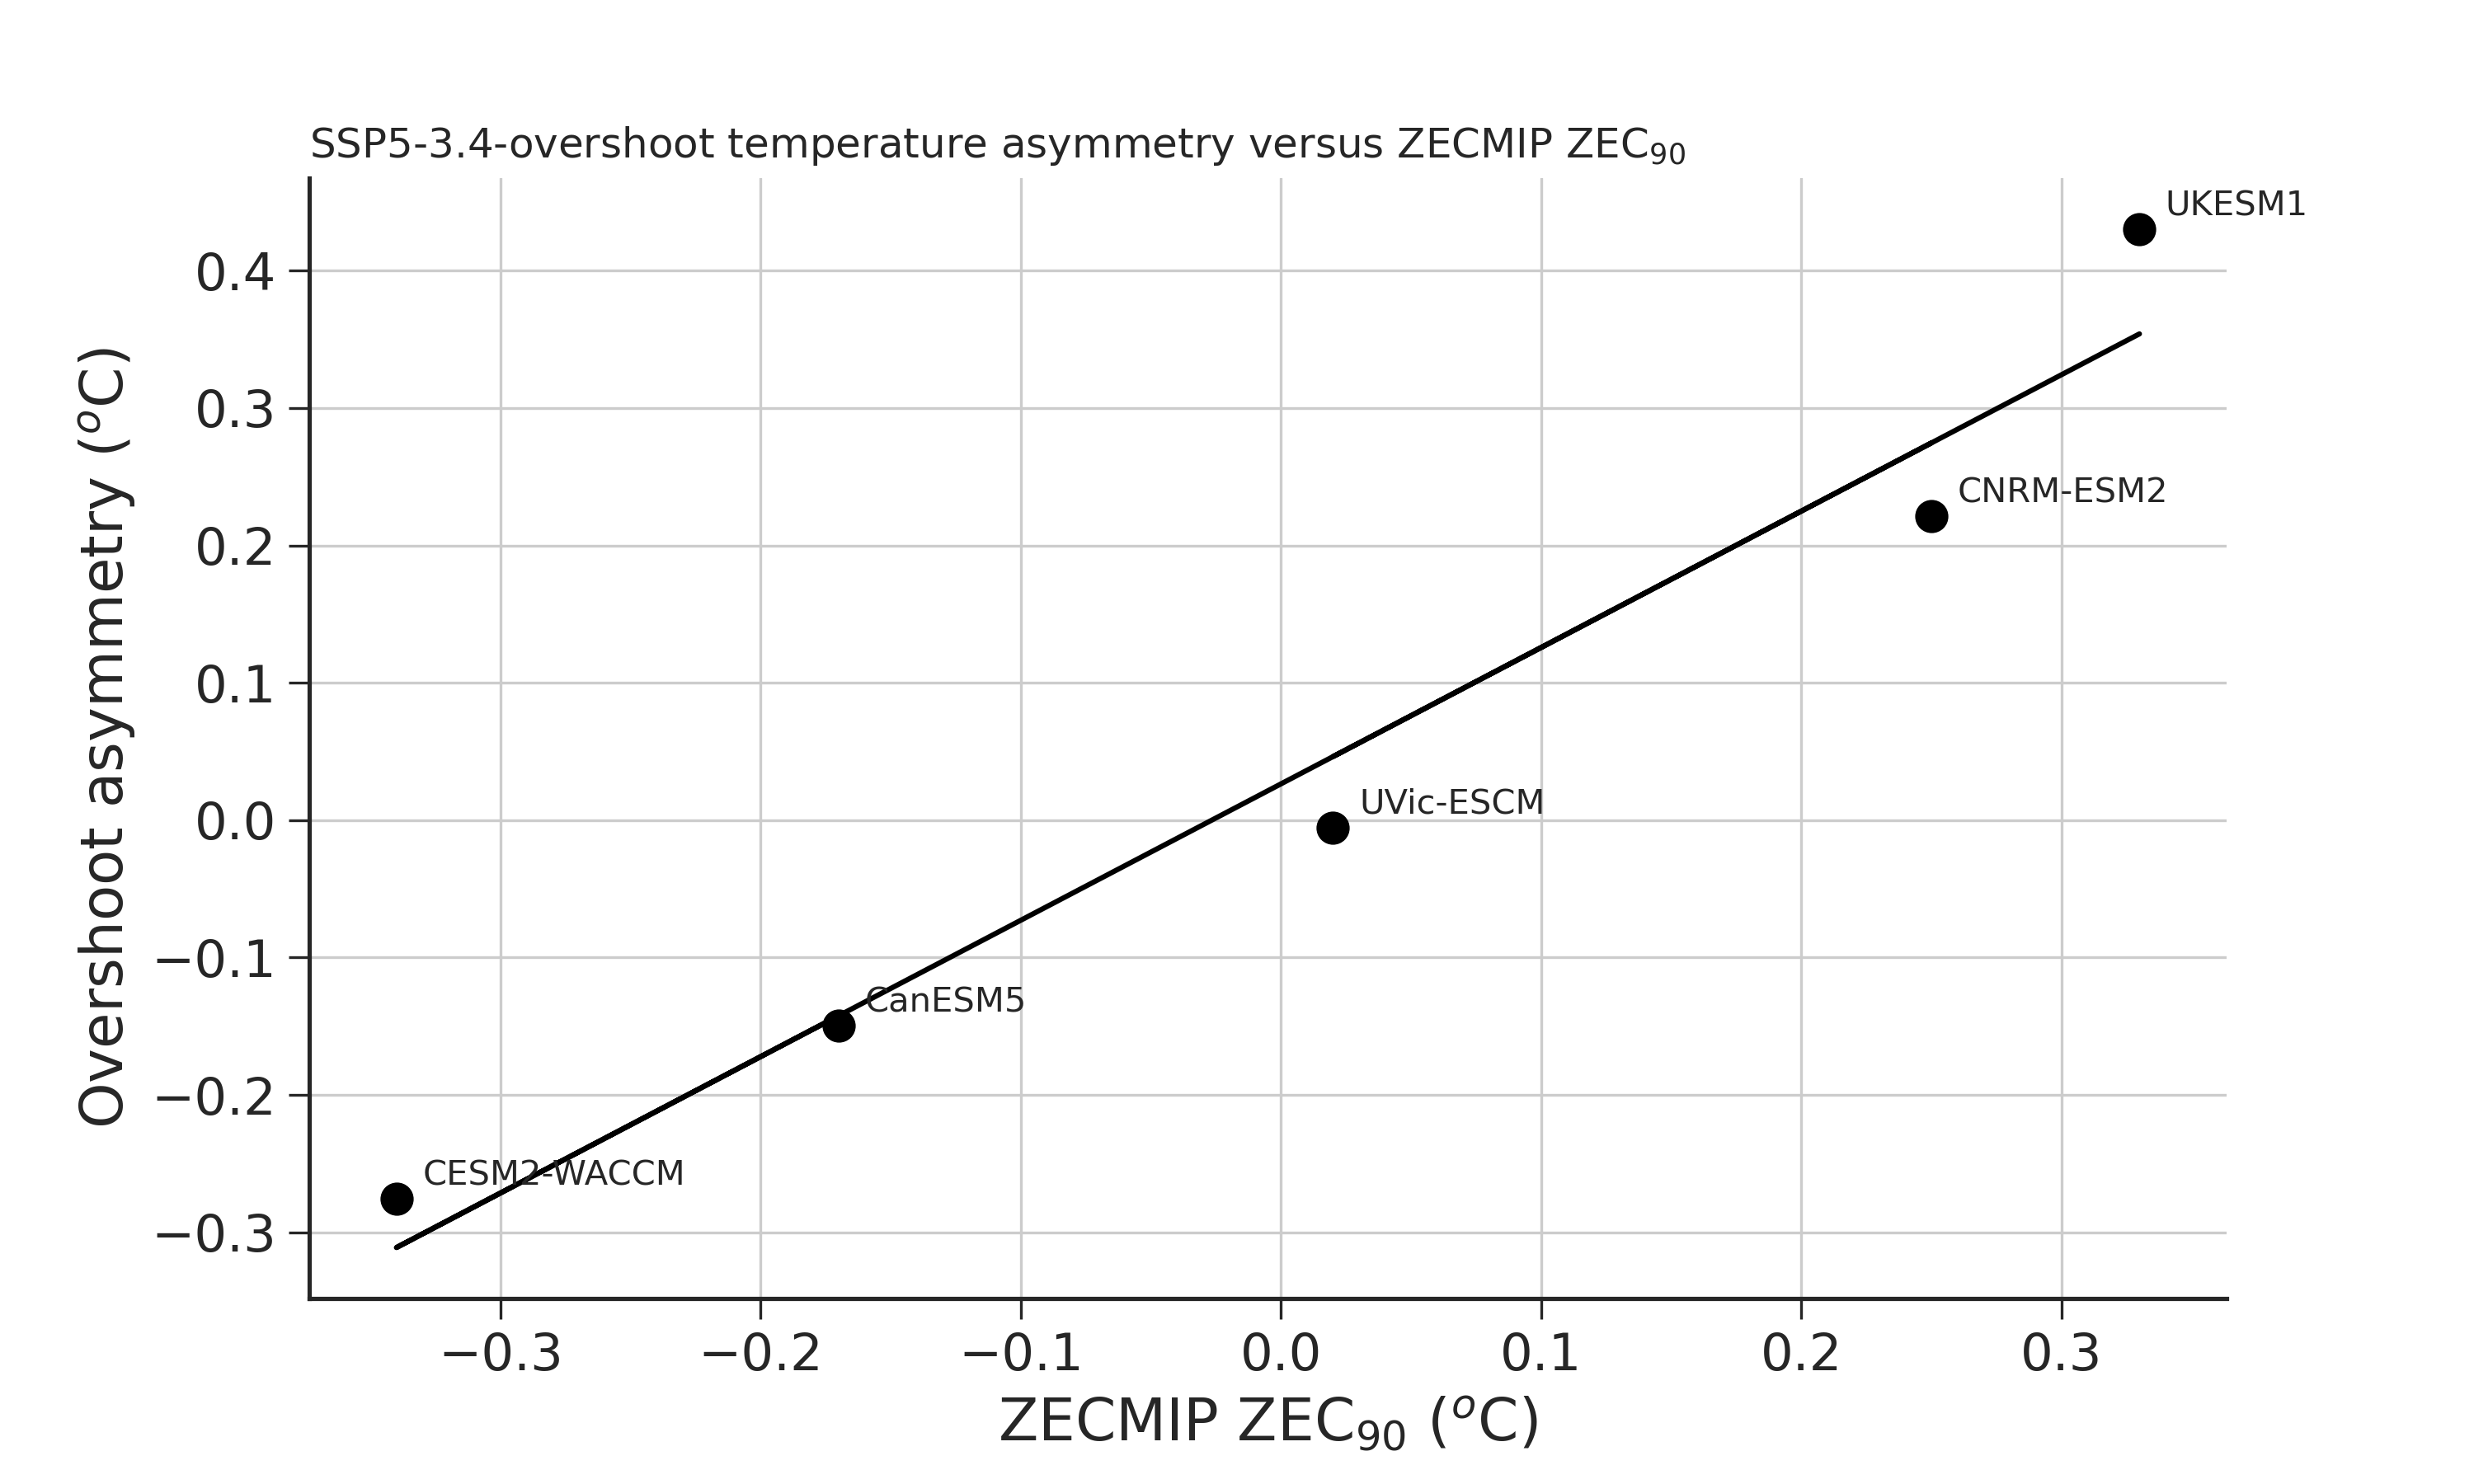 SSP5-3.4-overshoot temperature asymmetry versus ZECMIP ZEC₉₀
UKESM1
0.4
0.3
CNRM-ESM2
0.2
0.1
UVic-ESCM
0.0
−0.1
CanESM5
−0.2
CESM2-WACCM
−0.3
Overshoot asymmetry (ᵒC)
−0.3 −0.2 −0.1 0.0 0.1 0.2 0.3
ZECMIP ZEC₉₀ (ᵒC)